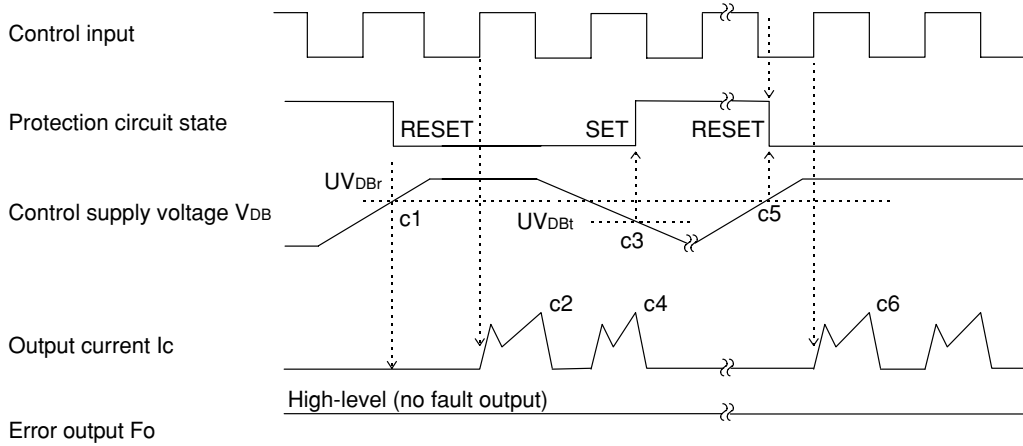 Control input
Protection circuit state
RESET
SET
RESET
UVDBr
Control supply voltage VDB
c1
UVDBt
c3
c5
c2
c4
c6
Output current Ic
High-level (no fault output)
Error output Fo